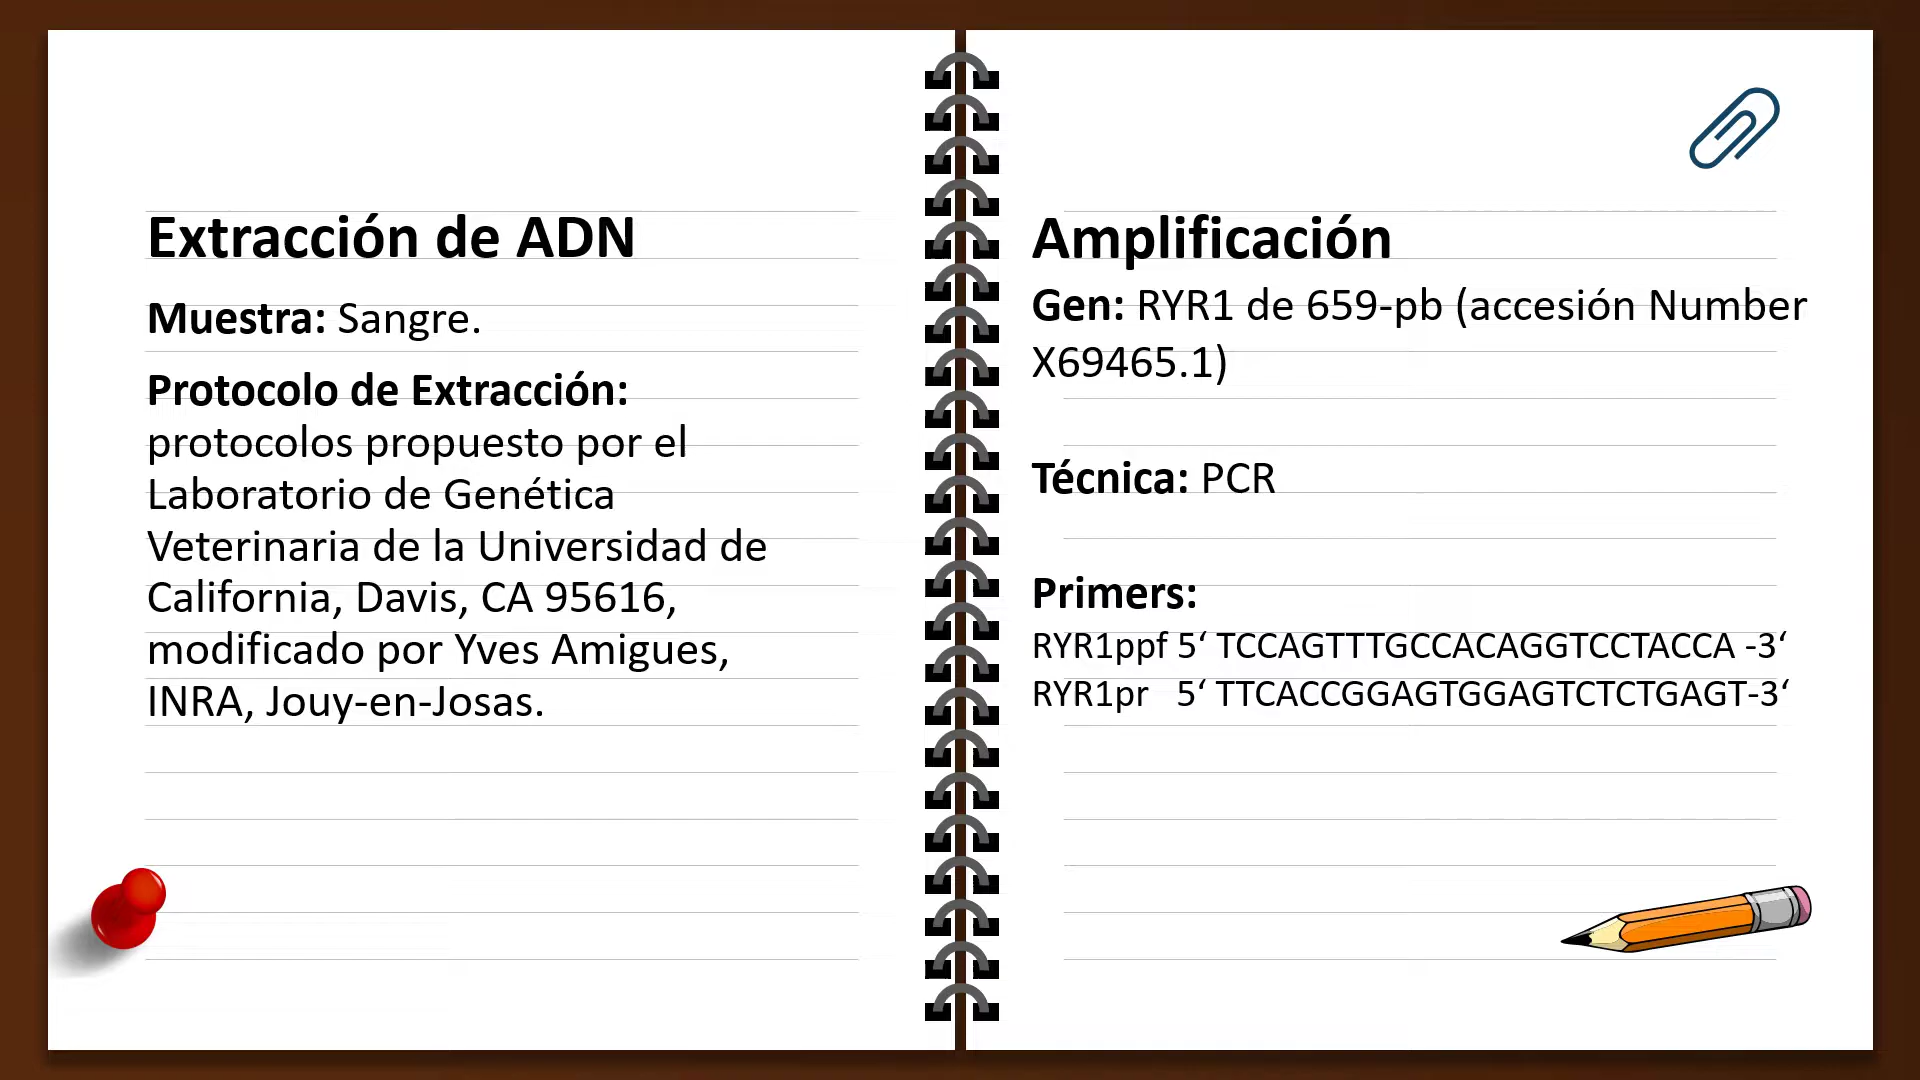 Extracción de ADN
Muestra: Sangre.
Protocolo de Extracción:
protocolos propuesto por el
Laboratorio de Genética
Veterinaria de la Universidad de
California, Davis, CA 95616,
modificado por Yves Amigues,
INRA, Jouy-en-Josas.
Amplificación
Gen: RYR1 de 659-pb (accesión Number
X69465.1)
Técnica: PCR
Primers:
RYR1ppf 5‘ TCCAGTTTGCCACAGGTCCTACCA -3‘
RYR1pr 5‘ TTCACCGGAGTGGAGTCTCTGAGT-3‘